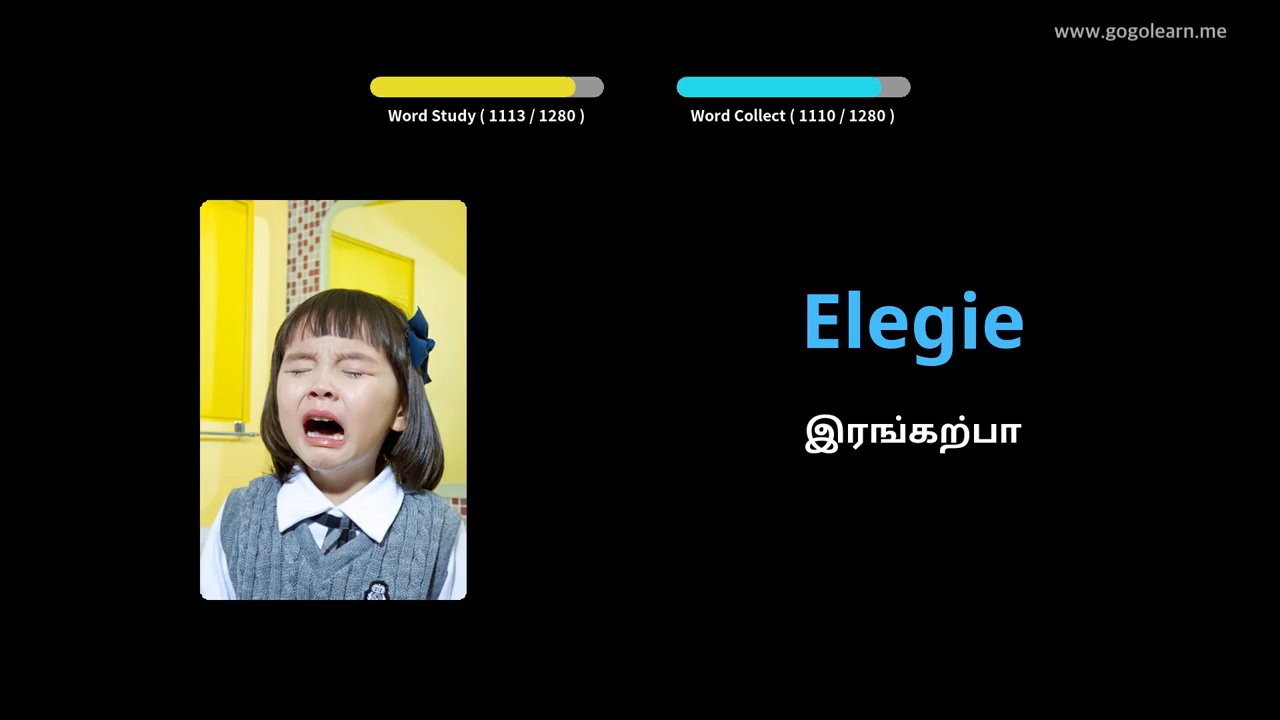 www.gogolearn.me
Word Study ( 1113 / 1280 )
Word Collect ( 1110 / 1280 )
Elegie
இரங்கற்பா